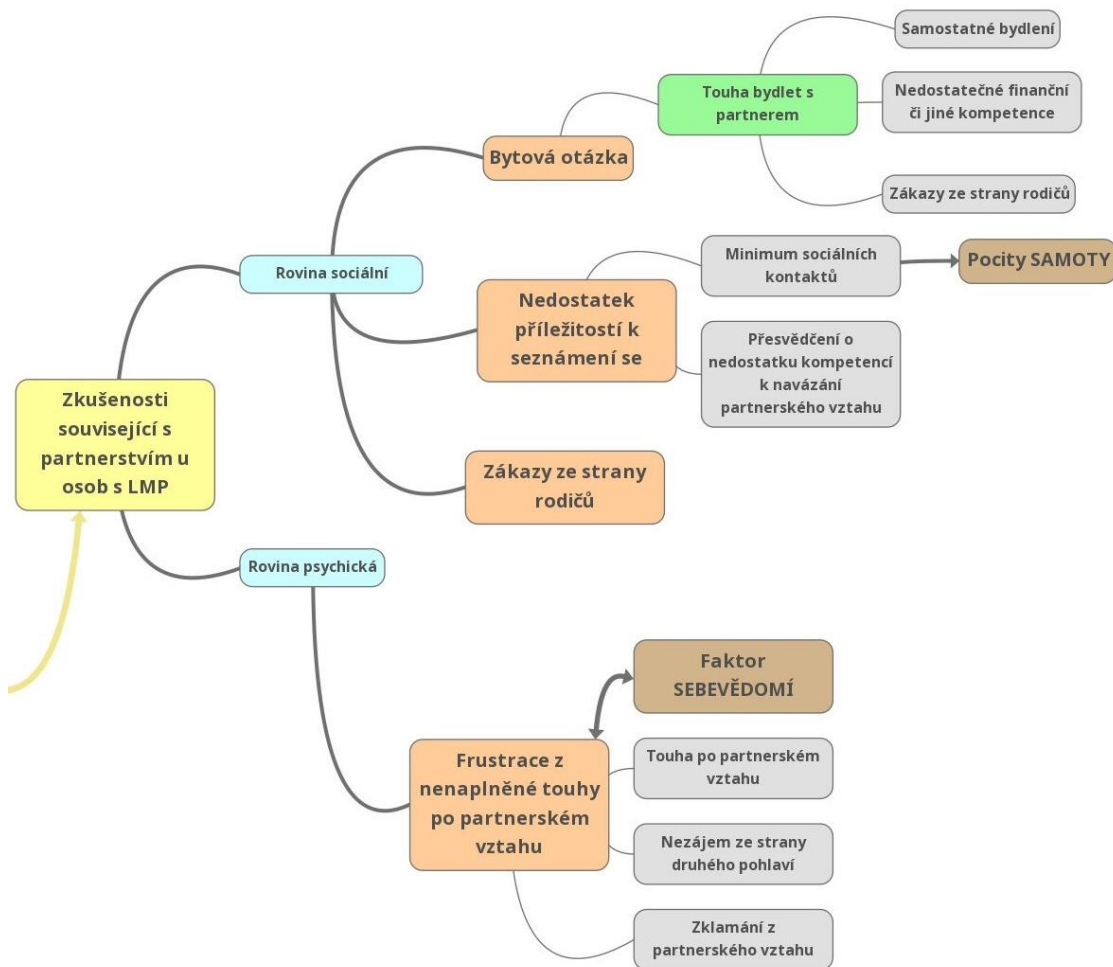 Samostatné bydlení
Touha bydlet s
partnerem
Nedostatečné finanční
či jiné kompetence
Bytová otázka
Zákazy ze strany rodičů
Rovina sociální
Minimum sociálních
kontaktů
Pocity SAMOTY
Nedostatek
příležitostí k
seznámení se
Přesvědčení o
nedostatku kompetencí
k navázání
partnerského vztahu
Zkušenosti
související s
partnerstvím u
osob s LMP
Zákazy ze strany
rodičů
Rovina psychická
Faktor
SEBEVĚDOMÍ
Frustrace z
nenaplněné touhy
po partnerském
vztahu
Touha po partnerském
vztahu
Nezájem ze strany
druhého pohlaví
Zklamání z
partnerského vztahu